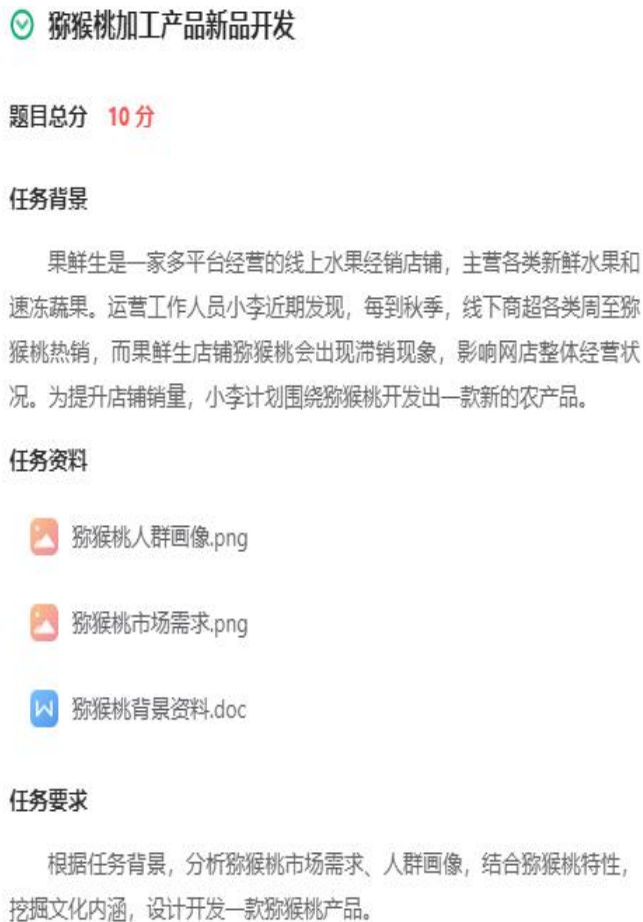 猕猴桃加工产品新品开发
题目总分 10 分
任务背景
果鲜生是一家多平台经营的线上水果经销店铺，主营各类新鲜水果和
速冻蔬果。运营工作人员小李近期发现，每到秋季，线下商超各类周至猕
猴桃热销，而果鲜生店铺猕猴桃会出现滞销现象，影响网店整体经营状
况。为提升店铺销量，小李计划围绕猕猴桃开发出一款新的农产品。
任务资料
猕猴桃人群画像.png
猕猴桃市场需求.png
猕猴桃背景资料.doc
任务要求
根据任务背景，分析猕猴桃市场需求、人群画像，结合猕猴桃特性，
挖掘文化内涵，设计开发一款猕猴桃产品。